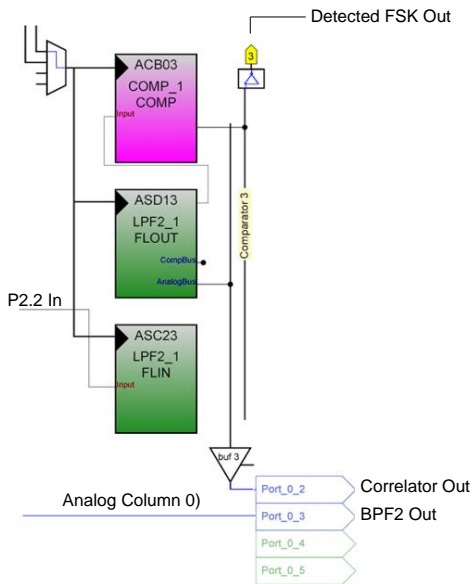 Detected FSK Out
3
ACB03
COMP_1
COMP
Input
Comparator 3
ASD13
LPF2_1
FLOUT
CompBus
AnalogBus
P2.2 In
ASC23
LPF2_1
FLIN
Input
buf 3
Port_0_2
Correlator Out
Analog Column 0)
Port_0_3
BPF2 Out
Port_0_4
Port_0_5